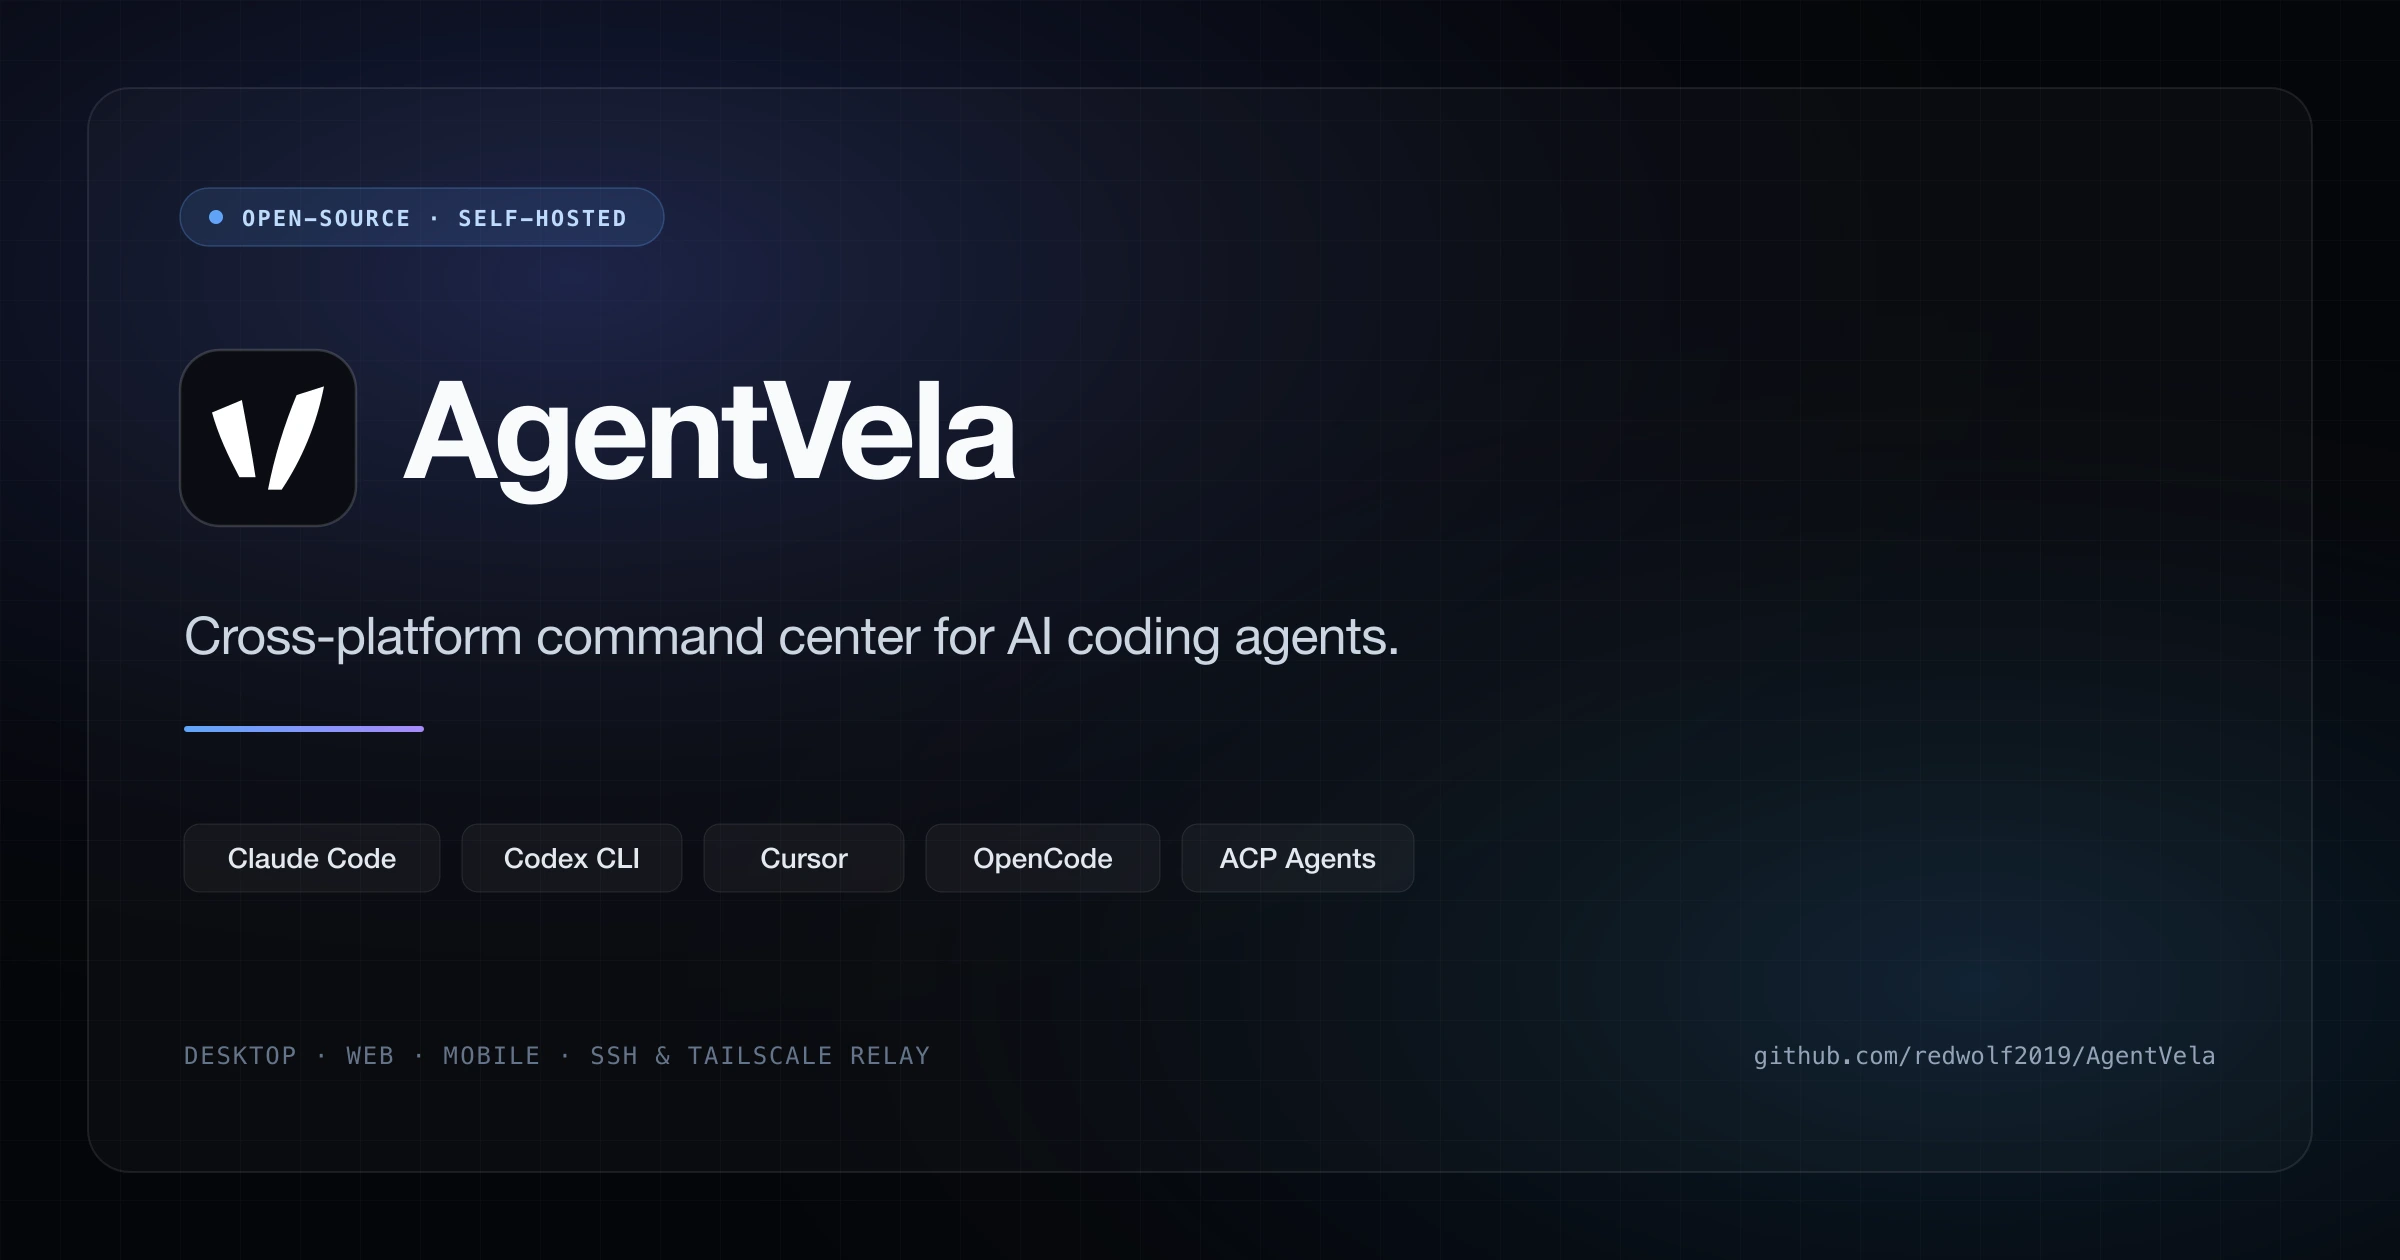 OPEN-SOURCE · SELF-HOSTED
AgentVela
Cross-platform command center for AI coding agents.
Claude Code
Codex CLI
Cursor
OpenCode
ACP Agents
DESKTOP · WEB · MOBILE · SSH & TAILSCALE RELAY
github.com/redwolf2019/AgentVela